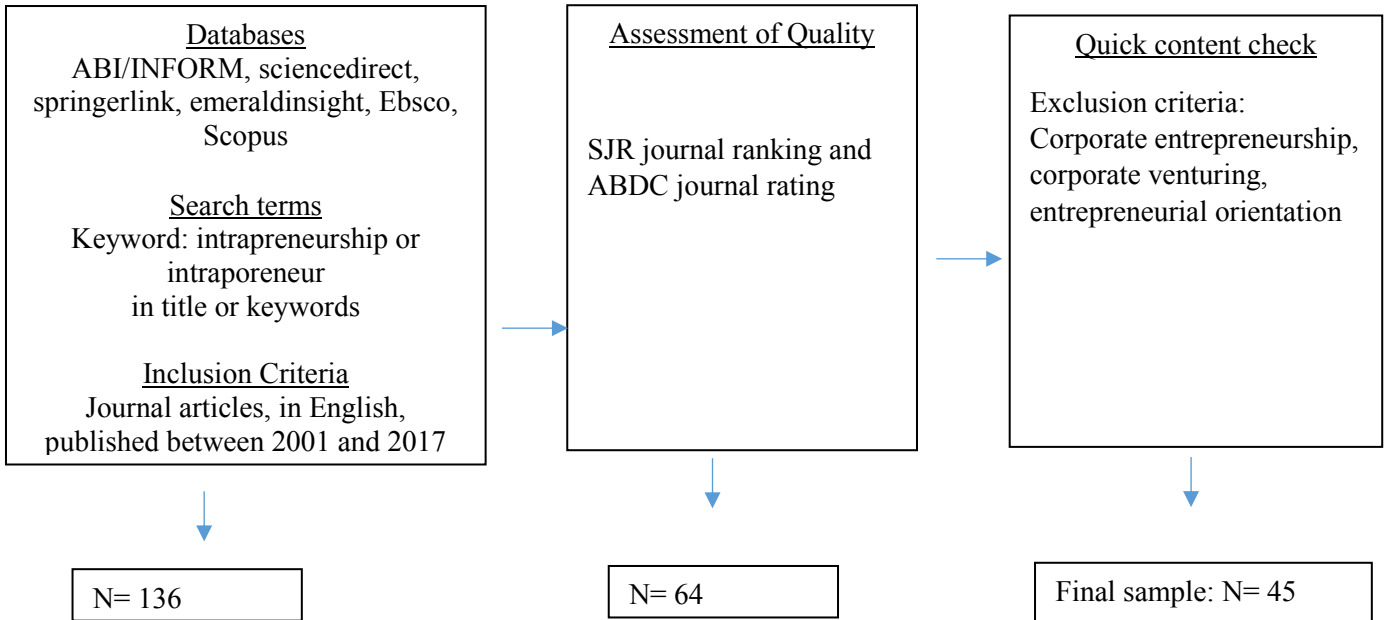 Databases
ABI/INFORM, sciencedirect,
springerlink, emeraldinsight, Ebsco,
Scopus
Search terms
Keyword: intrapreneurship or
intraporeneur
in title or keywords
Inclusion Criteria
Journal articles, in English,
published between 2001 and 2017
N= 136
Assessment of Quality
SJR journal ranking and
ABDC journal rating
N= 64
Quick content check
Exclusion criteria:
Corporate entrepreneurship,
corporate venturing,
entrepreneurial orientation
Final sample: N= 45